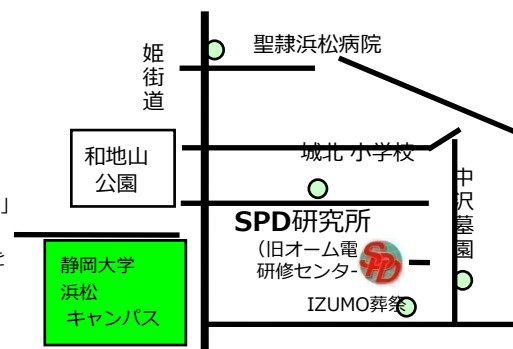 聖隷浜松病院
姫街道
和地山
公園
城北 小学校
中沢墓園
」
SPD研究所
(旧オーム電
研修センタ-
SPD
静岡大学
浜松
キャンパス
IZUMO葬祭